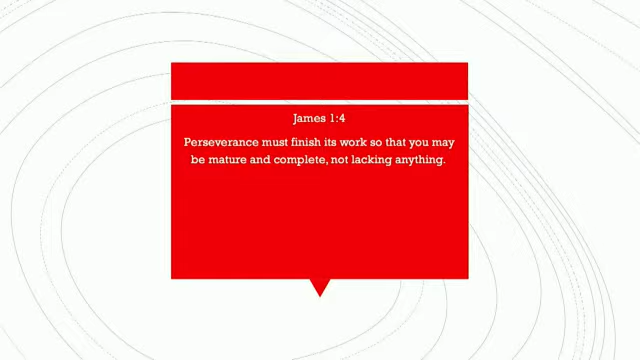 James 1:4
Perseverance must finish its work so that you may
be mature and complete, not lacking anything.